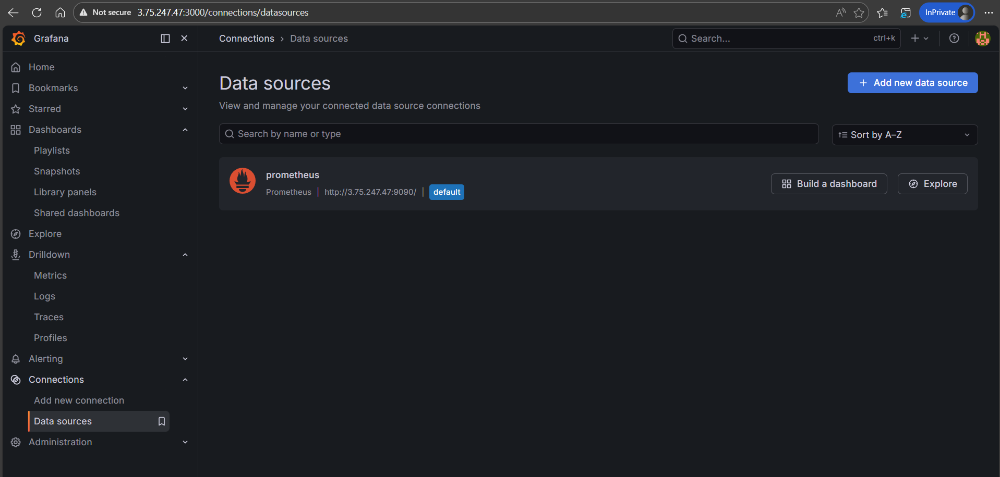 Not secure 3.75.247.47:3000/connections/datasources
InPrivate
Grafana
Connections › Data sources
Search... ctrl+k
Home
Bookmarks
Starred
Dashboards
Playlists
Snapshots
Library panels
Shared dashboards
Explore
Drilldown
Metrics
Logs
Traces
Profiles
Alerting
Connections
Add new connection
Data sources
Administration
Data sources
Add new data source
View and manage your connected data source connections
Search by name or type
Sort by A–Z
prometheus
Prometheus | http://3.75.247.47:9090/ | default
Build a dashboard
Explore